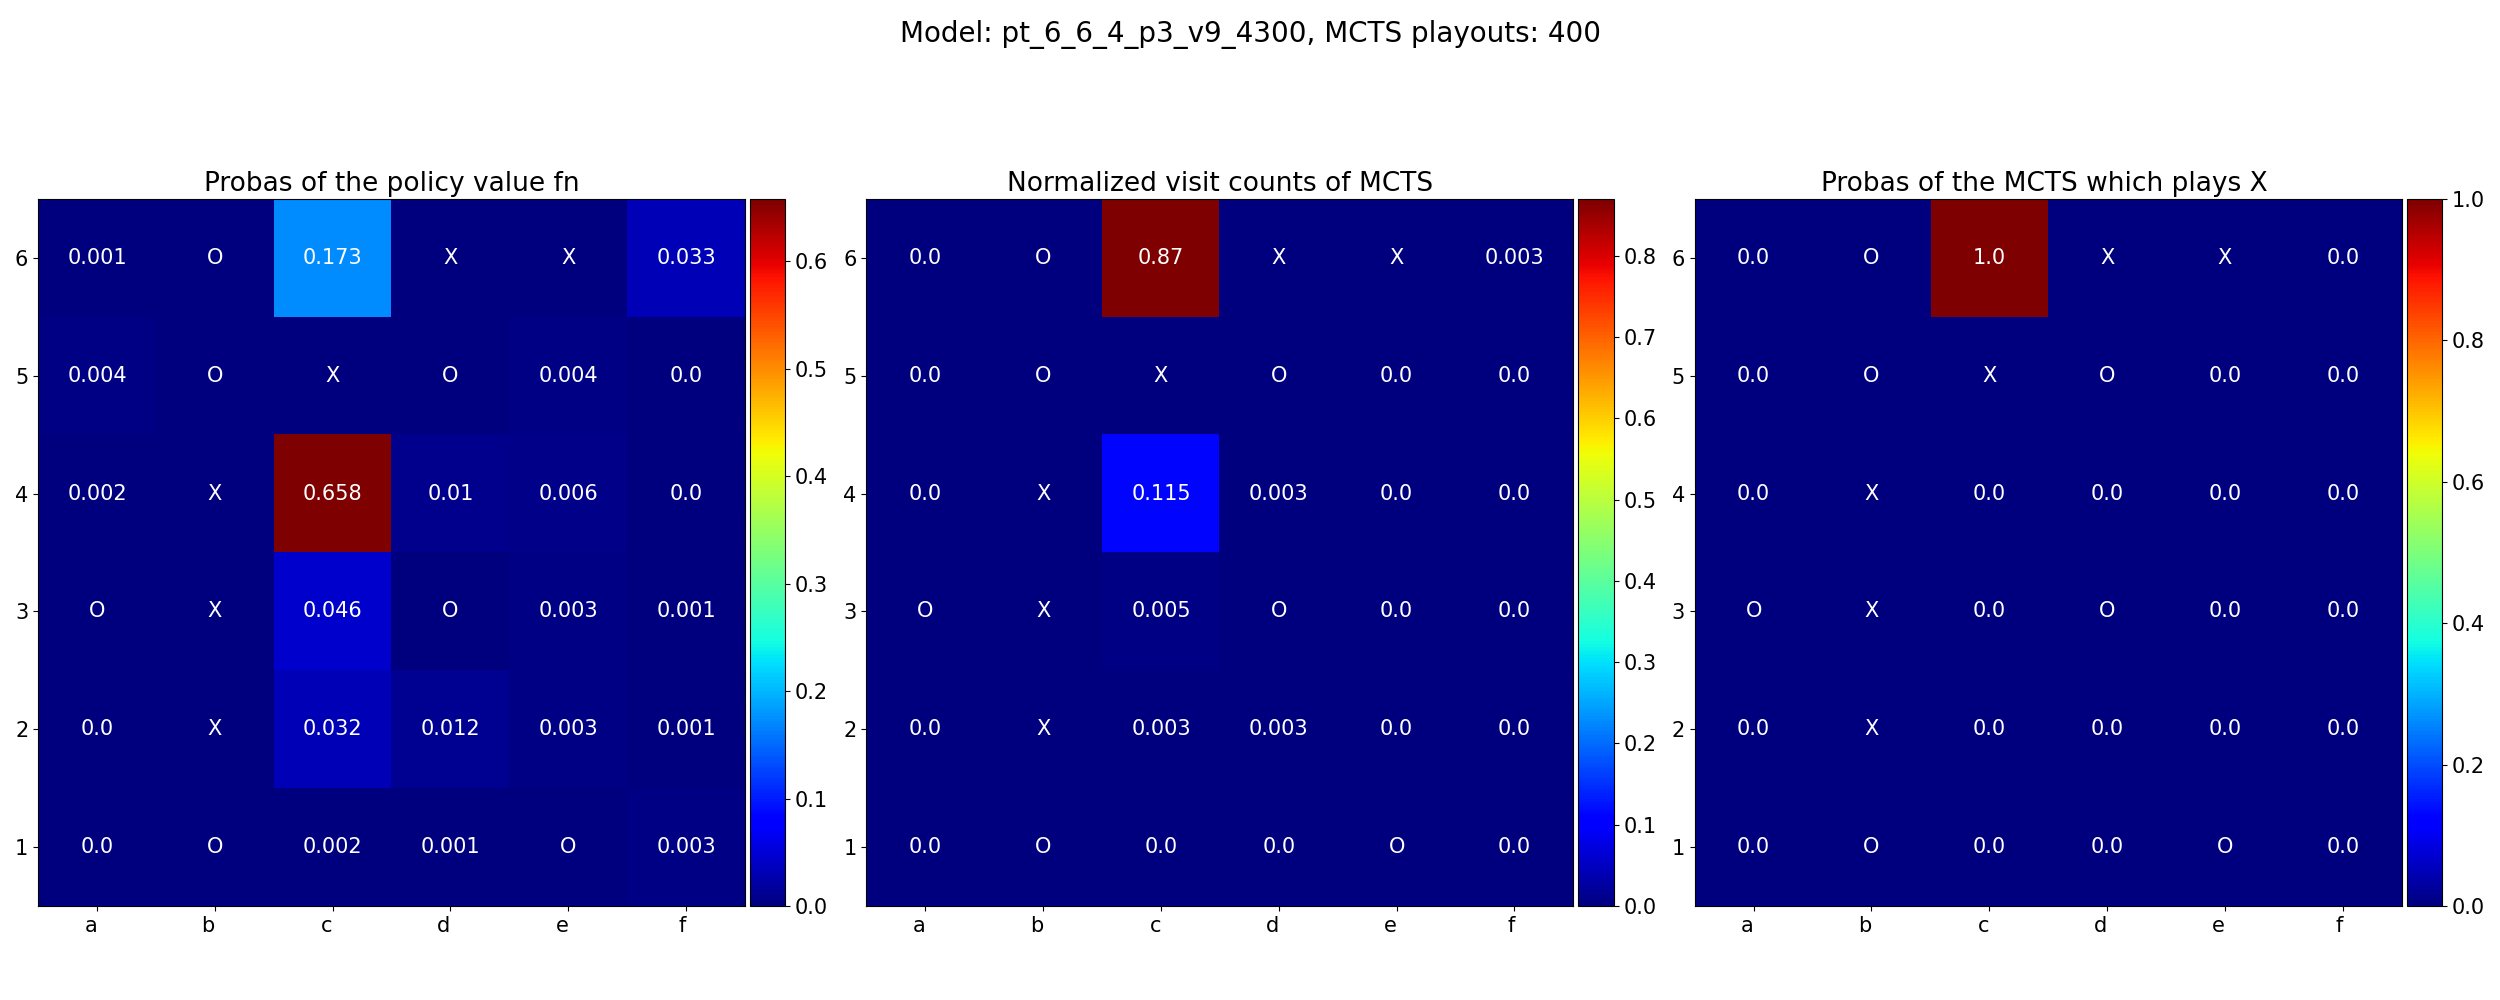 Model: pt_6_6_4_p3_v9_4300, MCTS playouts: 400
Probas of the policy value fn
6 0.001 O 0.173 X X 0.033
5 0.004 O X O 0.004 0.0
4 0.002 X 0.658 0.01 0.006 0.0
3 O X 0.046 O 0.003 0.001
2 0.0 X 0.032 0.012 0.003 0.001
1 0.0 O 0.002 0.001 O 0.003
a b c d e f
0.6
0.5
0.4
0.3
0.2
0.1
0.0
Normalized visit counts of MCTS
6 0.0 O 0.87 X X 0.003
5 0.0 O X O 0.0 0.0
4 0.0 X 0.115 0.003 0.0 0.0
3 O X 0.005 O 0.0 0.0
2 0.0 X 0.003 0.003 0.0 0.0
1 0.0 O 0.0 0.0 O 0.0
a b c d e f
0.8
0.7
0.6
0.5
0.4
0.3
0.2
0.1
0.0
Probas of the MCTS which plays X
6 0.0 O 1.0 X X 0.0
5 0.0 O X O 0.0 0.0
4 0.0 X 0.0 0.0 0.0 0.0
3 O X 0.0 O 0.0 0.0
2 0.0 X 0.0 0.0 0.0 0.0
1 0.0 O 0.0 0.0 O 0.0
a b c d e f
1.0
0.8
0.6
0.4
0.2
0.0